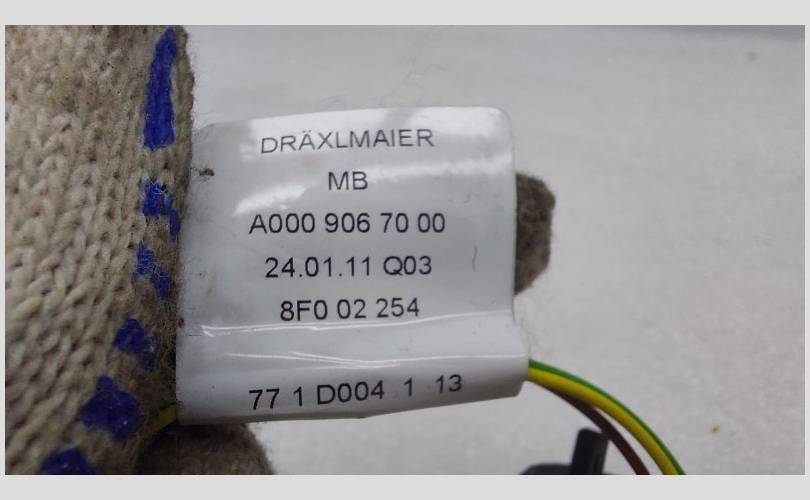 DRÄXLMAIER
MB
A000 906 70 00
24.01.11 Q03
8F0 02 254
77 1 D004 1 13